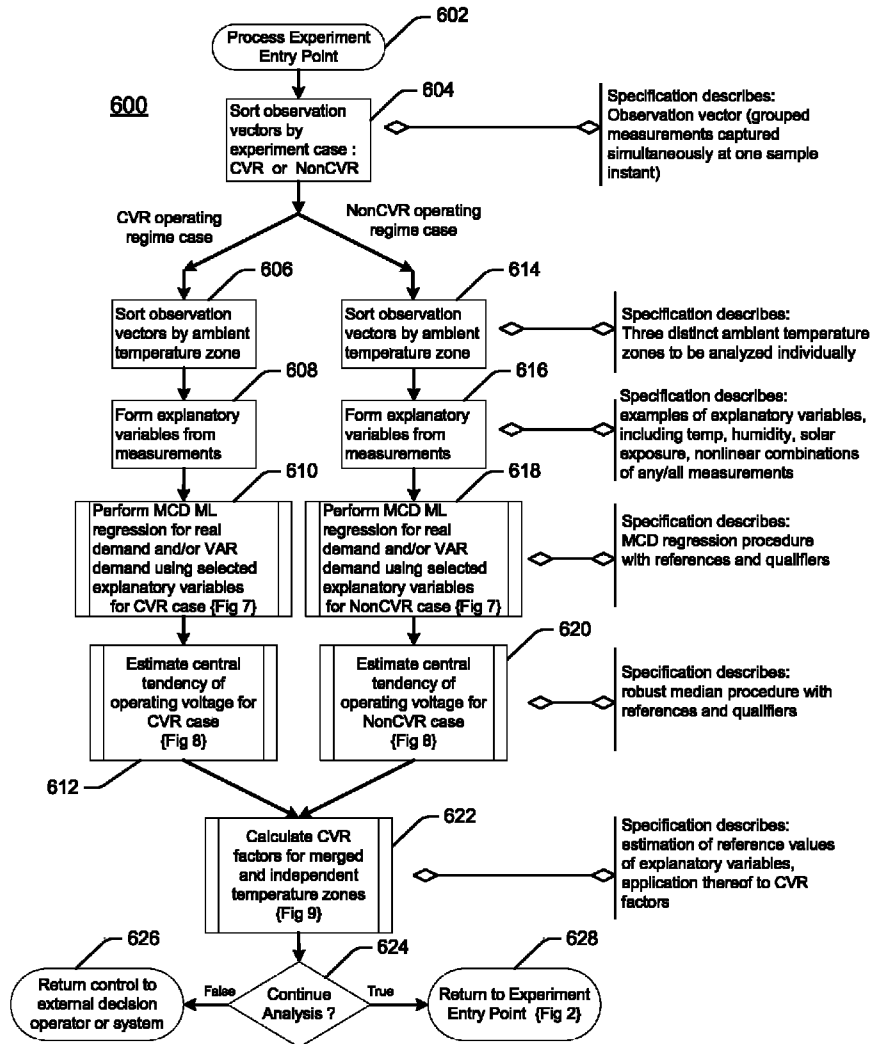 602
Process Experiment
Entry Point
600
604
Sort observation
vectors by
experiment case :
CVR or NonCVR
Specification describes:
Observation vector (grouped
measurements captured
simultaneously at one sample
instant)
CVR operating
regime case
NonCVR operating
regime case
606
Sort observation
vectors by ambient
temperature zone
614
Sort observation
vectors by ambient
temperature zone
Specification describes:
Three distinct ambient temperature
zones to be analyzed individually
608
Form explanatory
variables from
measurements
616
Form explanatory
variables from
measurements
Specification describes:
examples of explanatory variables,
including temp, humidity, solar
exposure, nonlinear combinations
of any/all measurements
610
Perform MCD ML
regression for real
demand and/or VAR
demand using selected
explanatory variables
for CVR case {Fig 7}
618
Perform MCD ML
regression for real
demand and/or VAR
demand using selected
explanatory variables
for NonCVR case {Fig 7}
Specification describes:
MCD regression procedure
with references and qualifiers
Estimate central
tendency of
operating voltage for
CVR case
{Fig 8}
612
620
Estimate central
tendency of
operating voltage for
NonCVR case
{Fig 8}
Specification describes:
robust median procedure with
references and qualifiers
622
Calculate CVR
factors for merged
and independent
temperature zones
{Fig 9}
Specification describes:
estimation of reference values
of explanatory variables,
application thereof to CVR
factors
626
Return control to
external decision
operator or system
False
624
Continue
Analysis ?
True
628
Return to Experiment
Entry Point {Fig 2}